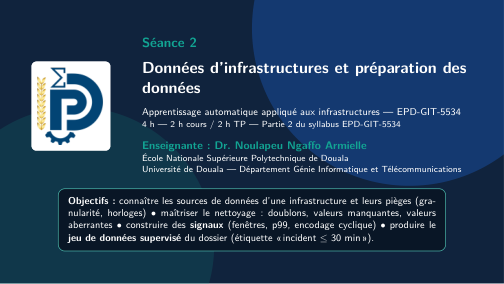 Séance 2
Données d'infrastructures et préparation des
données
Apprentissage automatique appliqué aux infrastructures — EPD-GIT-5534
4 h — 2 h cours / 2 h TP — Partie 2 du syllabus EPD-GIT-5534
Enseignante : Dr. Noulapeu Ngaffo Armielle
École Nationale Supérieure Polytechnique de Douala
Université de Douala — Département Génie Informatique et Télécommunications
Objectifs : connaître les sources de données d'une infrastructure et leurs pièges (gra-
nularité, horloges) • maîtriser le nettoyage : doublons, valeurs manquantes, valeurs
aberrantes • construire des signaux (fenêtres, p99, encodage cyclique) • produire le
jeu de données supervisé du dossier (étiquette « incident ≤ 30 min »).